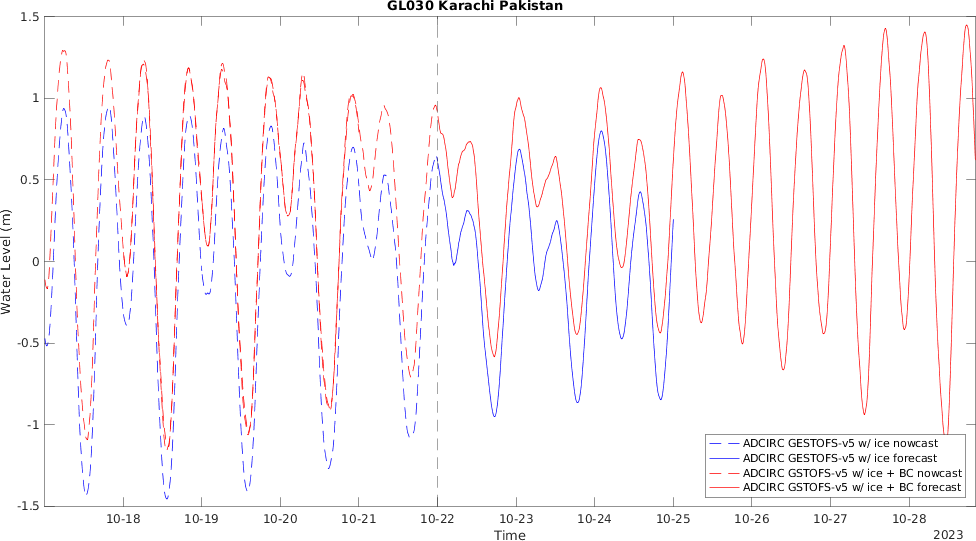 GL030 Karachi Pakistan
1.5
1
0.5
0
-0.5
-1
-1.5
Water Level (m)
10-18 10-19 10-20 10-21 10-22 10-23 10-24 10-25 10-26 10-27 10-28
Time
2023
ADCIRC GESTOFS-v5 w/ ice nowcast
ADCIRC GESTOFS-v5 w/ ice forecast
ADCIRC GSTOFS-v5 w/ ice + BC nowcast
ADCIRC GSTOFS-v5 w/ ice + BC forecast